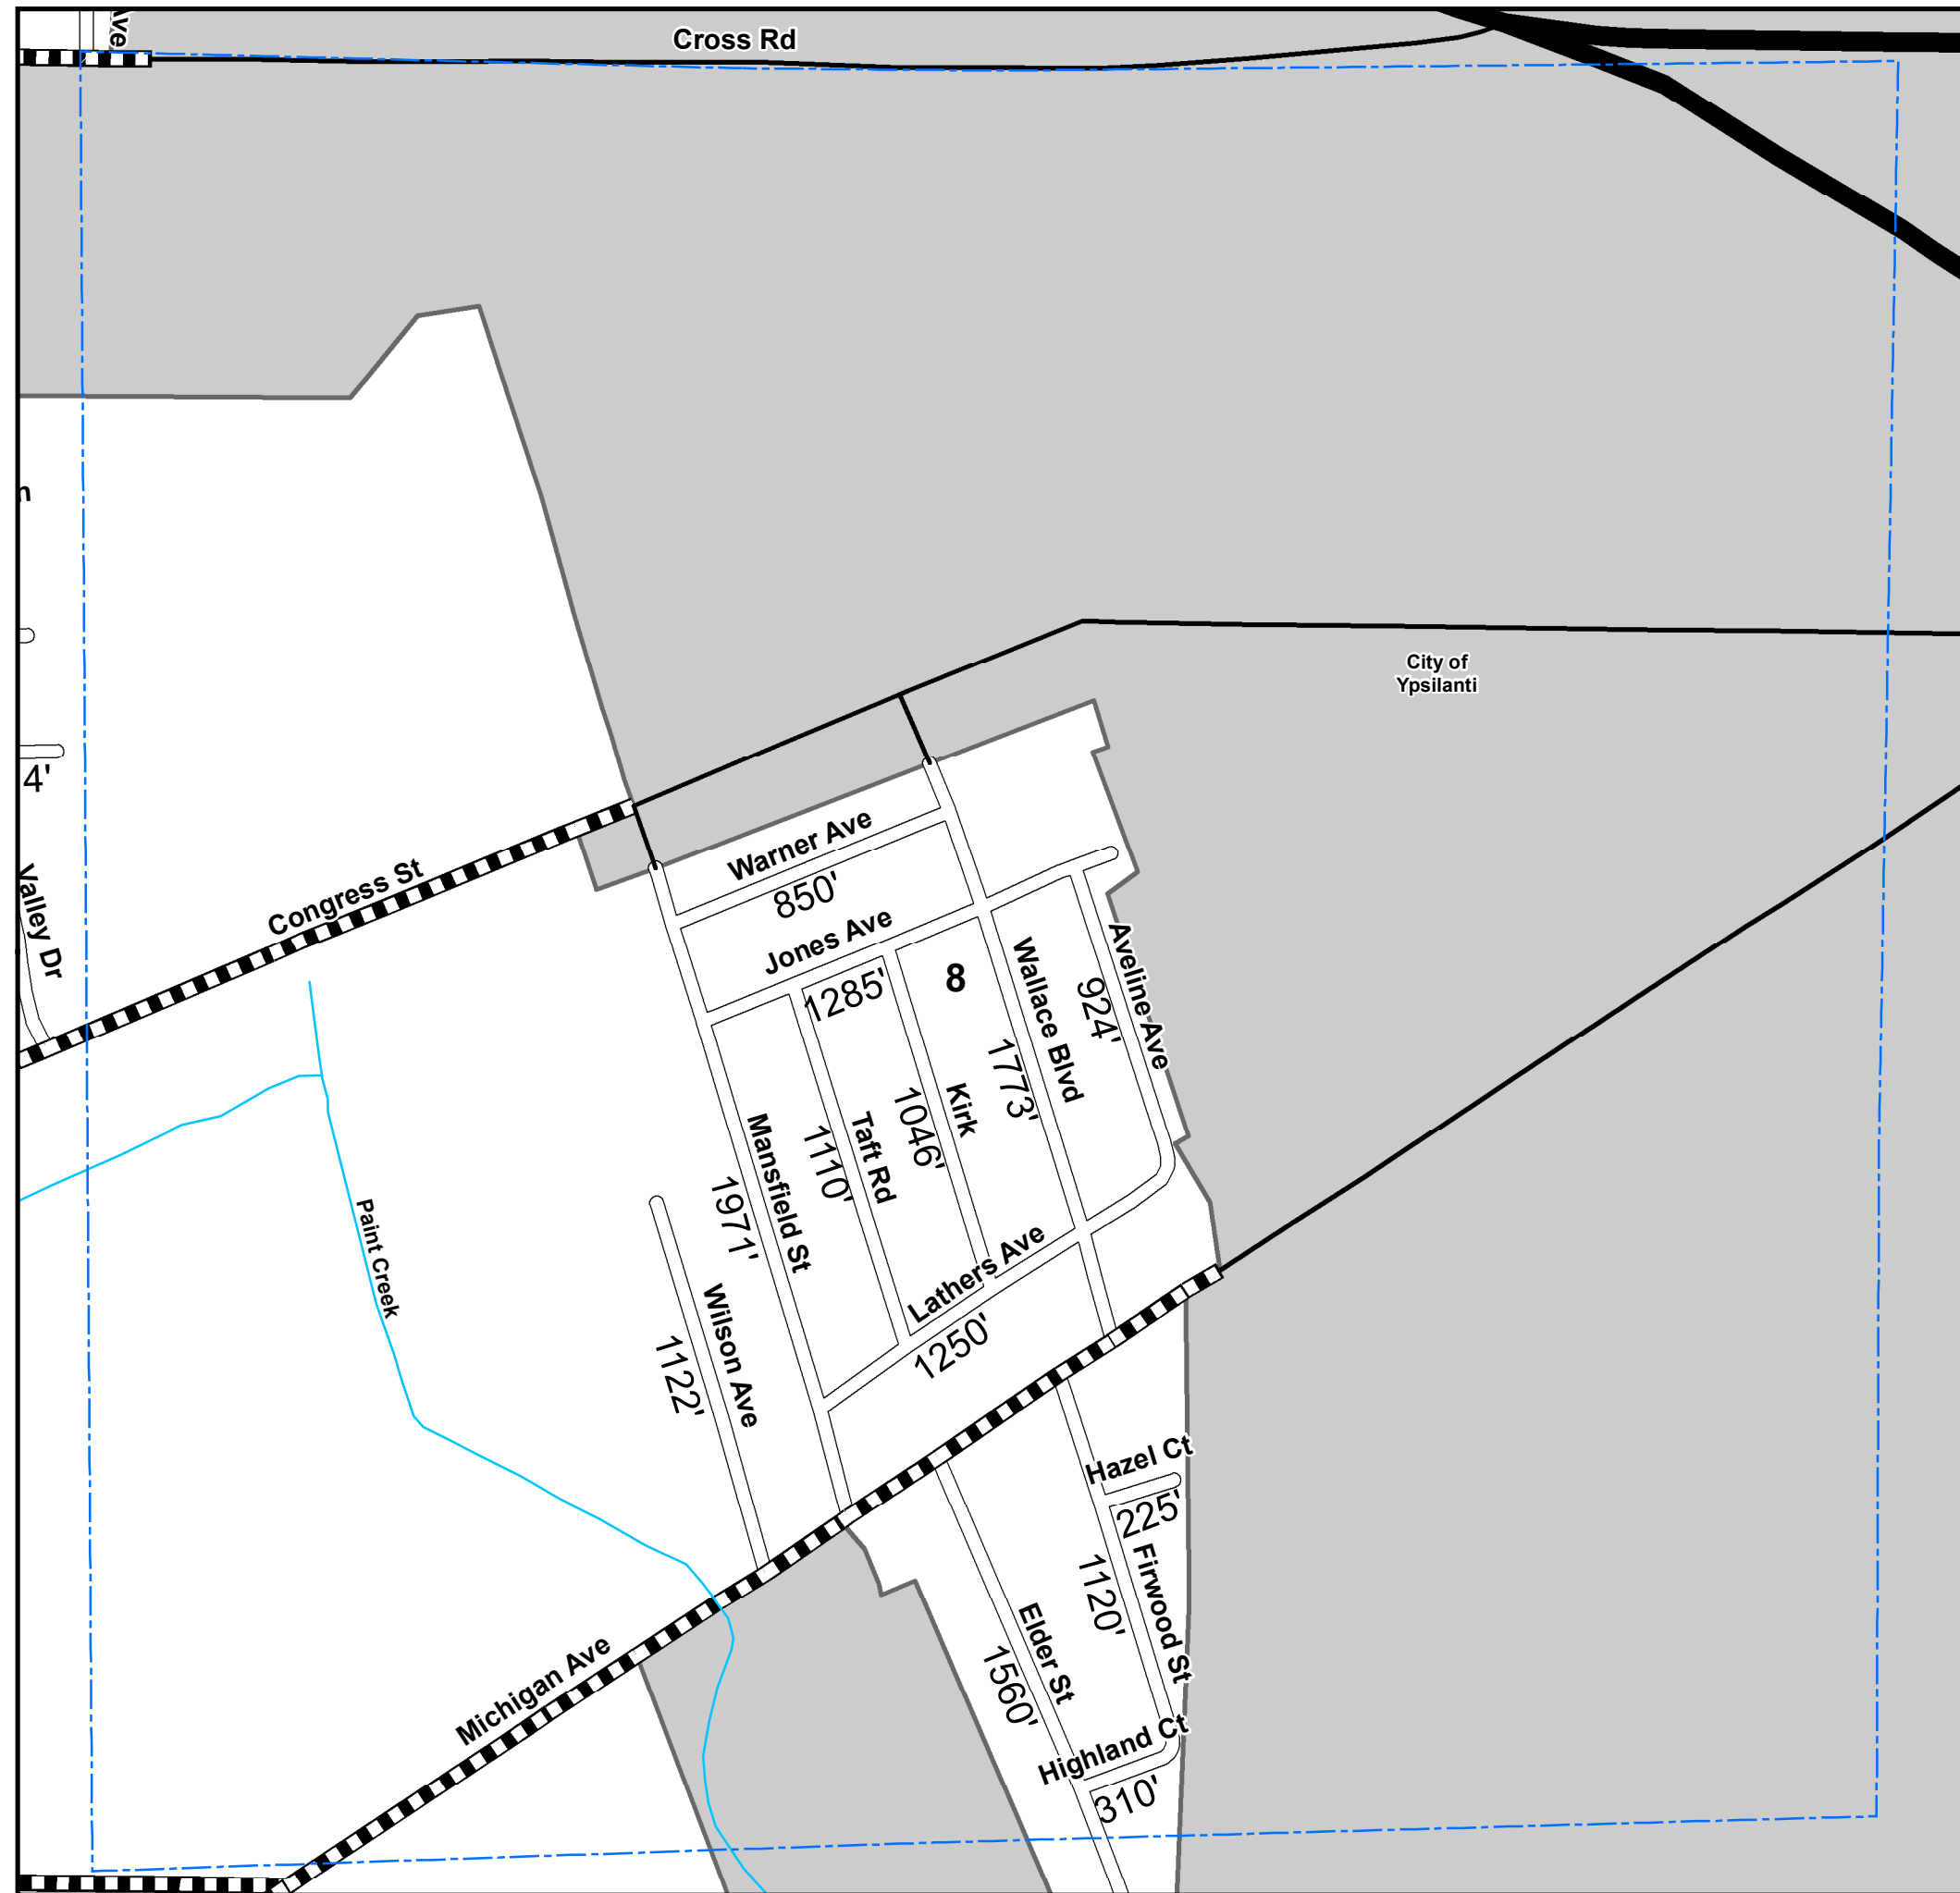 Ave
Cross Rd
City of
Ypsilanti
4'
Valley Dr
Congress St
Warner Ave
850'
Jones Ave
1285'
8
Wallace Blvd
924'
Aveline Ave
1773'
Kirk
1046'
Taft Rd
1110'
Mansfield St
1971'
Paint Creek
Lathers Ave
1250'
Wilson Ave
1122'
Hazel Ct
225'
Firwood St
1120'
Elder St
1560'
Michigan Ave
Highland Ct
310'